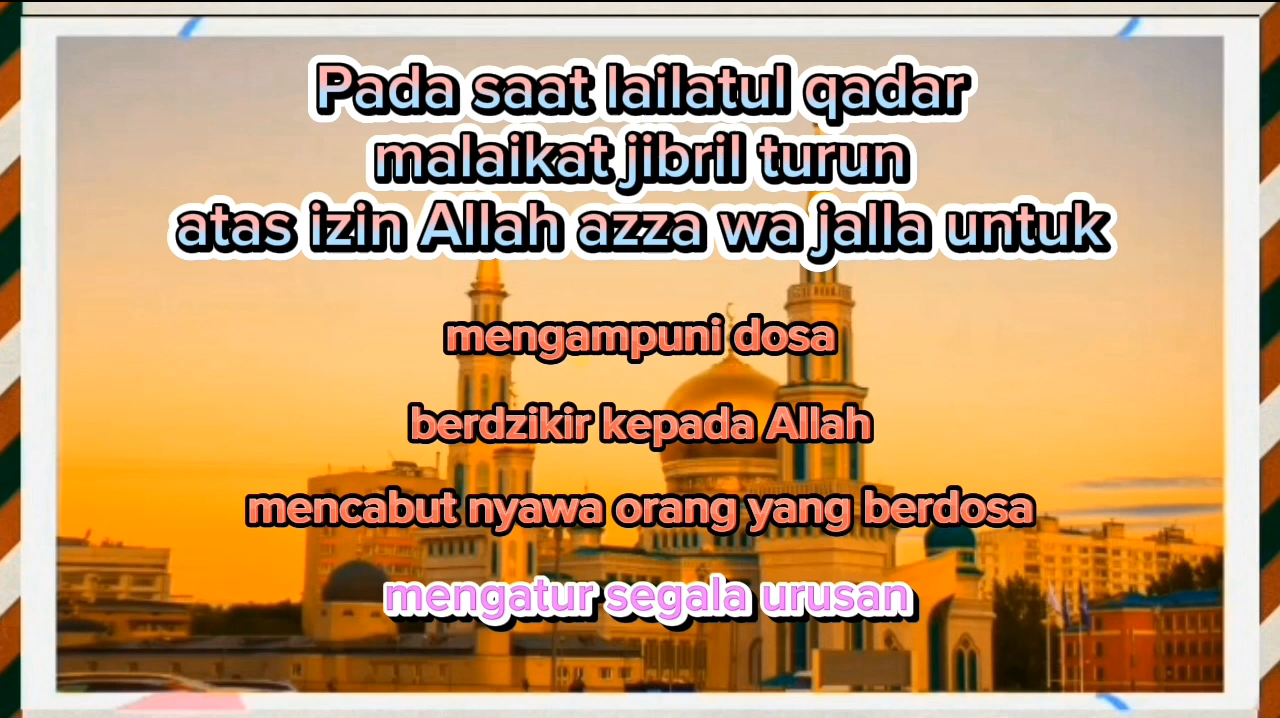 Pada saat lailatul qadar
malaikat jibril turun
atas izin Allah azza wa jalla untuk
mengampuni dosa
berdzikir kepada Allah
mencabut nyawa orang yang berdosa
mengatur segala urusan